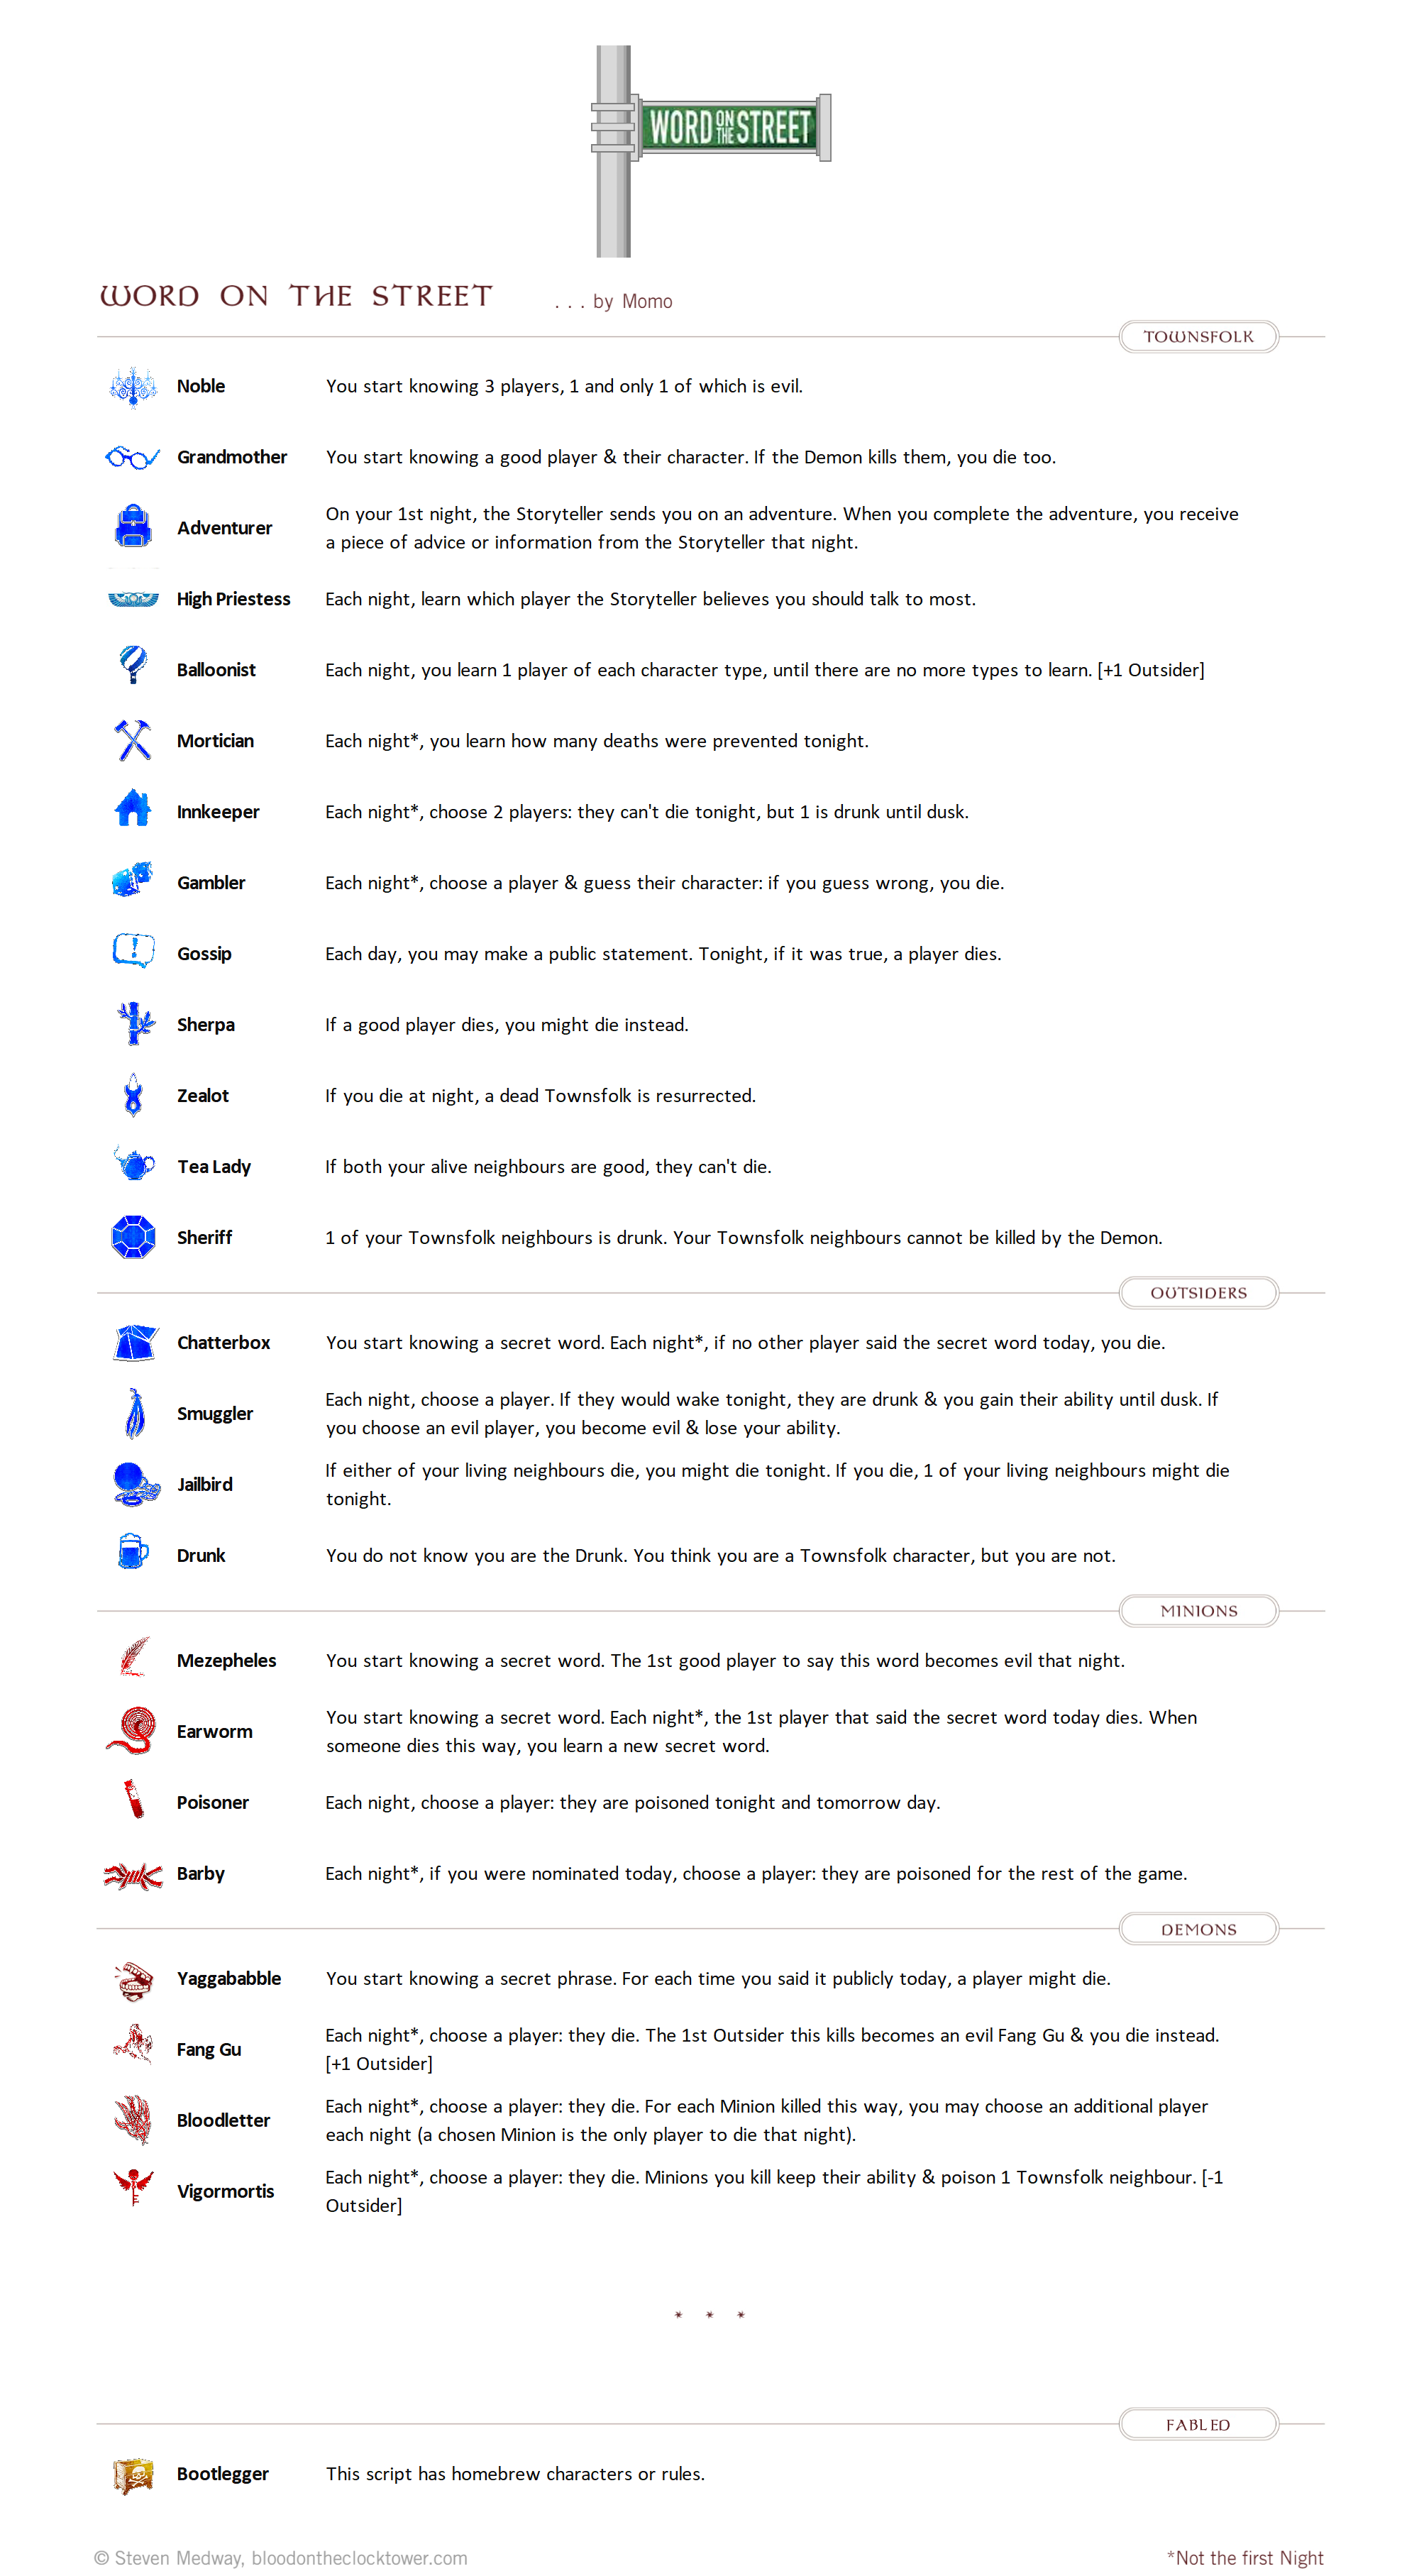 WORD ON THE STREET
WORD ON THE STREET . . . by Momo
TOWNSFOLK
Noble You start knowing 3 players, 1 and only 1 of which is evil.
Grandmother You start knowing a good player & their character. If the Demon kills them, you die too.
On your 1st night, the Storyteller sends you on an adventure. When you complete the adventure, you receive
Adventurer
a piece of advice or information from the Storyteller that night.
High Priestess Each night, learn which player the Storyteller believes you should talk to most.
Balloonist Each night, you learn 1 player of each character type, until there are no more types to learn. [+1 Outsider]
Mortician Each night*, you learn how many deaths were prevented tonight.
Innkeeper Each night*, choose 2 players: they can't die tonight, but 1 is drunk until dusk.
Gambler Each night*, choose a player & guess their character: if you guess wrong, you die.
Gossip Each day, you may make a public statement. Tonight, if it was true, a player dies.
Sherpa If a good player dies, you might die instead.
Zealot If you die at night, a dead Townsfolk is resurrected.
Tea Lady If both your alive neighbours are good, they can't die.
Sheriff 1 of your Townsfolk neighbours is drunk. Your Townsfolk neighbours cannot be killed by the Demon.
OUTSIDERS
Chatterbox You start knowing a secret word. Each night*, if no other player said the secret word today, you die.
Each night, choose a player. If they would wake tonight, they are drunk & you gain their ability until dusk. If
Smuggler
you choose an evil player, you become evil & lose your ability.
If either of your living neighbours die, you might die tonight. If you die, 1 of your living neighbours might die
Jailbird
tonight.
Drunk You do not know you are the Drunk. You think you are a Townsfolk character, but you are not.
MINIONS
Mezepheles You start knowing a secret word. The 1st good player to say this word becomes evil that night.
You start knowing a secret word. Each night*, the 1st player that said the secret word today dies. When
Earworm
someone dies this way, you learn a new secret word.
Poisoner Each night, choose a player: they are poisoned tonight and tomorrow day.
Barby Each night*, if you were nominated today, choose a player: they are poisoned for the rest of the game.
DEMONS
Yaggababble You start knowing a secret phrase. For each time you said it publicly today, a player might die.
Each night*, choose a player: they die. The 1st Outsider this kills becomes an evil Fang Gu & you die instead.
Fang Gu
[+1 Outsider]
Each night*, choose a player: they die. For each Minion killed this way, you may choose an additional player
Bloodletter
each night (a chosen Minion is the only player to die that night).
Each night*, choose a player: they die. Minions you kill keep their ability & poison 1 Townsfolk neighbour. [-1
Vigormortis
Outsider]
* * *
FABLED
Bootlegger This script has homebrew characters or rules.
© Steven Medway, bloodontheclocktower.com *Not the first Night